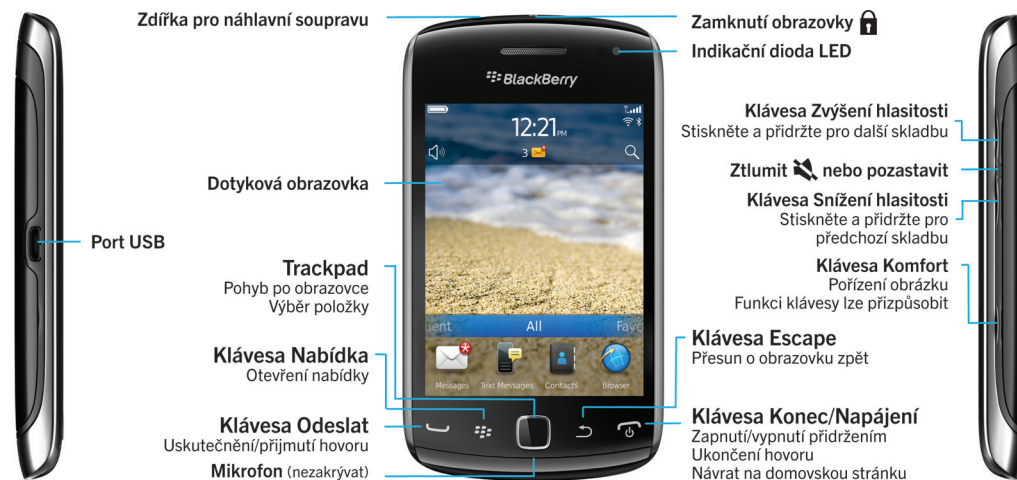 Zdířka pro náhlavní soupravu
Zamknutí obrazovky
Indikační dioda LED
BlackBerry
12:21 PM
3
Klávesa Zvýšení hlasitosti
Stiskněte a přidržte pro další skladbu
Ztlumit nebo pozastavit
Klávesa Snížení hlasitosti
Stiskněte a přidržte pro
předchozí skladbu
Dotyková obrazovka
Port USB
Trackpad
Pohyb po obrazovce
Výběr položky
Klávesa Komfort
Pořízení obrázku
Funkci klávesy lze přizpůsobit
ent All Favo
Messages Text Messages Contacts Browser
Klávesa Nabídka
Otevření nabídky
Klávesa Escape
Přesun o obrazovku zpět
Klávesa Odeslat
Uskutečnění/přijmutí hovoru
Mikrofon (nezakrývat)
Klávesa Konec/Napájení
Zapnutí/vypnutí přidržením
Ukončení hovoru
Návrat na domovskou stránku